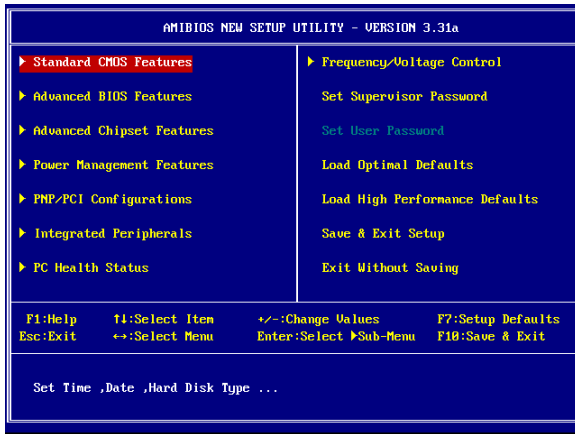 AMIBIOS NEW SETUP UTILITY - VERSION 3.31a
Standard CMOS Features
Advanced BIOS Features
Advanced Chipset Features
Power Management Features
PNP/PCI Configurations
Integrated Peripherals
PC Health Status
Frequency/Voltage Control
Set Supervisor Password
Set User Password
Load Optimal Defaults
Load High Performance Defaults
Save & Exit Setup
Exit Without Saving
F1:Help ↑↓:Select Item +/-:Change Values F7:Setup Defaults
Esc:Exit ↔:Select Menu Enter:Select ►Sub-Menu F10:Save & Exit
Set Time ,Date ,Hard Disk Type ...